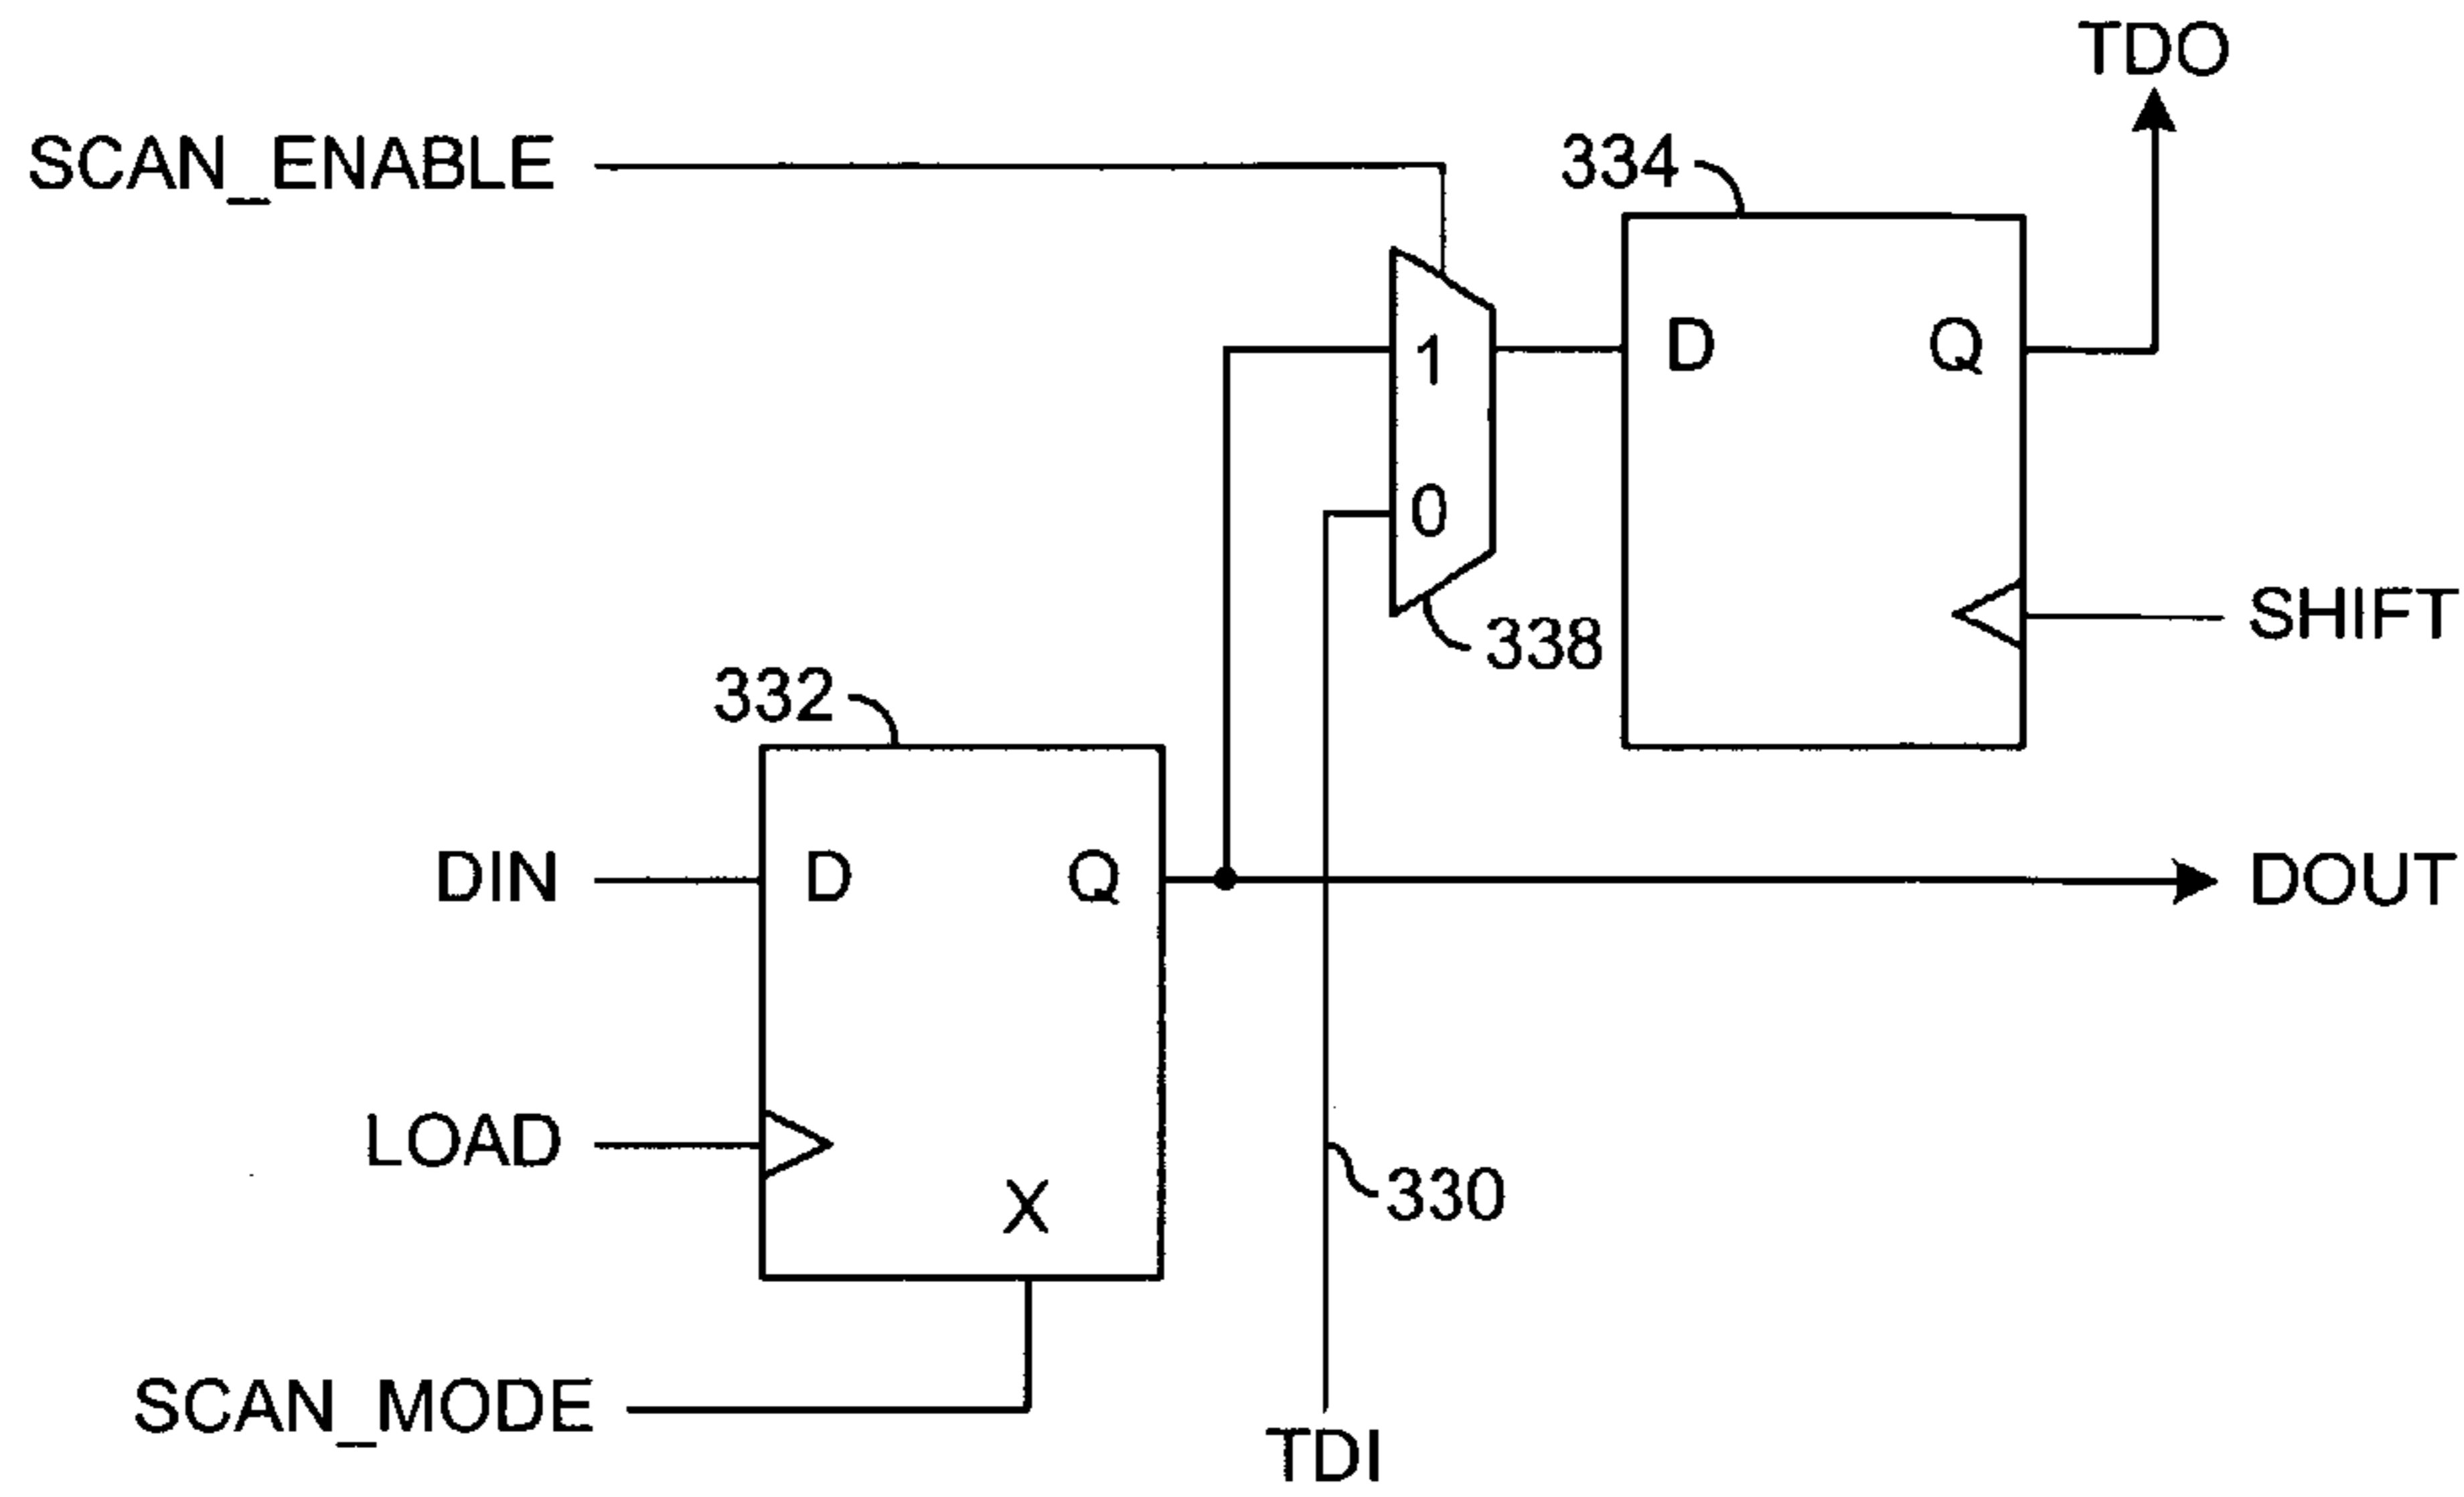 TDO
SCAN_ENABLE
334
1
D
Q
0
SHIFT
338
332
DIN
D
Q
DOUT
LOAD
X
330
SCAN_MODE
TDI